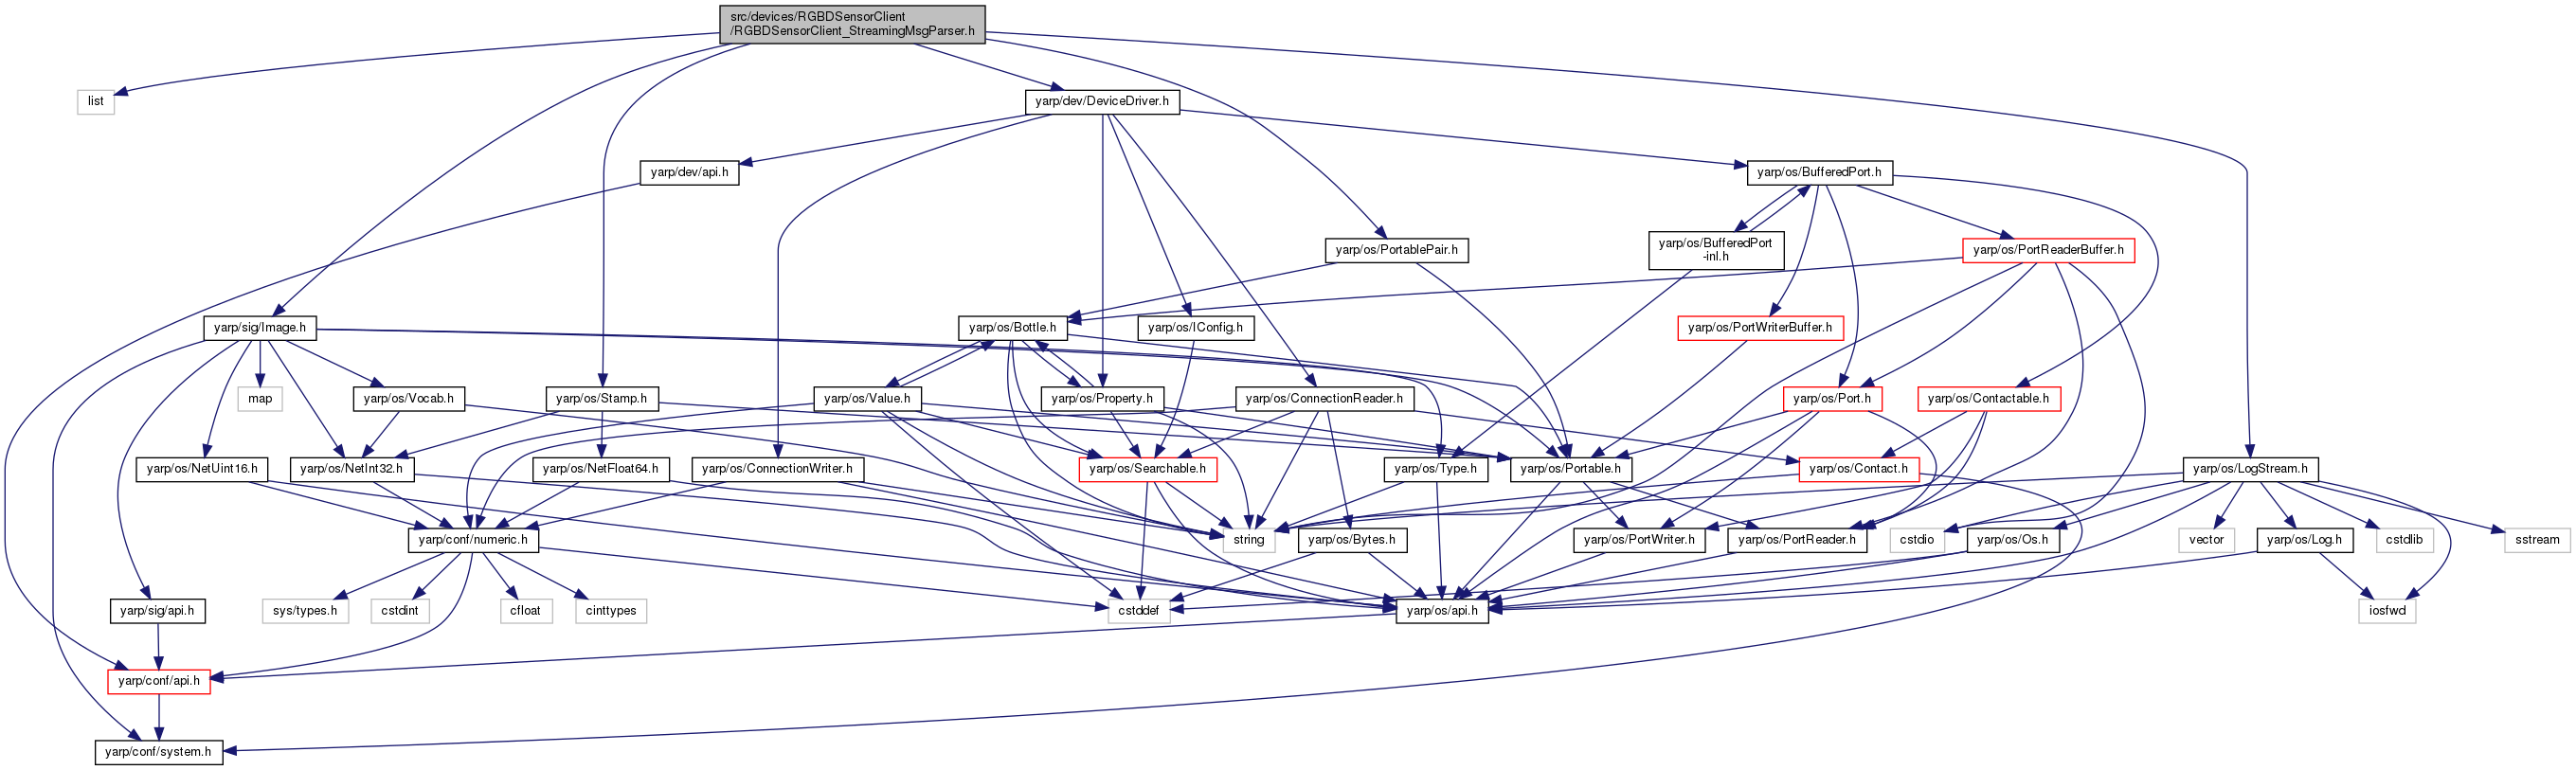 src/devices/RGBDSensorClient
/RGBDSensorClient_StreamingMsgParser.h
list
yarp/dev/DeviceDriver.h
yarp/dev/api.h
yarp/os/BufferedPort.h
yarp/os/PortablePair.h
yarp/os/BufferedPort
-inl.h
yarp/os/PortReaderBuffer.h
yarp/sig/Image.h
yarp/os/Bottle.h
yarp/os/IConfig.h
yarp/os/PortWriterBuffer.h
map
yarp/os/Vocab.h
yarp/os/Stamp.h
yarp/os/Value.h
yarp/os/Property.h
yarp/os/ConnectionReader.h
yarp/os/Port.h
yarp/os/Contactable.h
yarp/os/NetUint16.h
yarp/os/NetInt32.h
yarp/os/NetFloat64.h
yarp/os/ConnectionWriter.h
yarp/os/Searchable.h
yarp/os/Type.h
yarp/os/Portable.h
yarp/os/Contact.h
yarp/os/LogStream.h
yarp/conf/numeric.h
string
yarp/os/Bytes.h
yarp/os/PortWriter.h
yarp/os/PortReader.h
cstdio
yarp/os/Os.h
vector
yarp/os/Log.h
cstdlib
sstream
yarp/sig/api.h
sys/types.h
cstdint
cfloat
cinttypes
cstddef
yarp/os/api.h
iosfwd
yarp/conf/api.h
yarp/conf/system.h